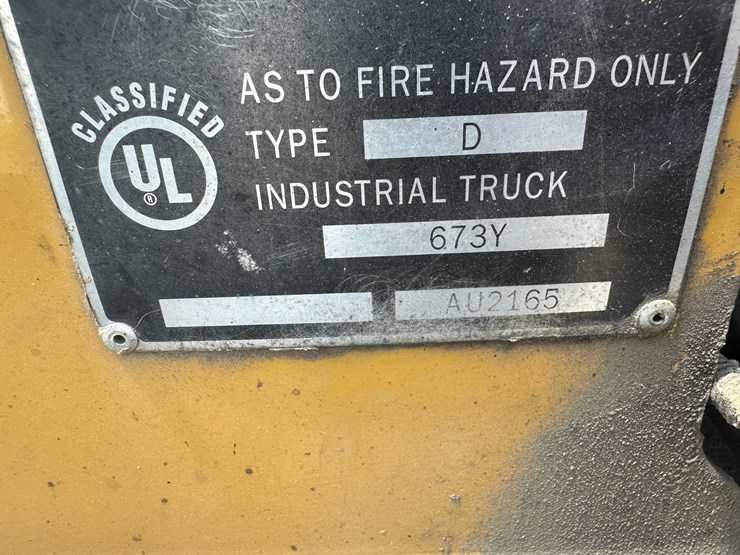 CLASSIFIED
UL
®
AS TO FIRE HAZARD ONLY
TYPE D
INDUSTRIAL TRUCK
673Y
AU2165